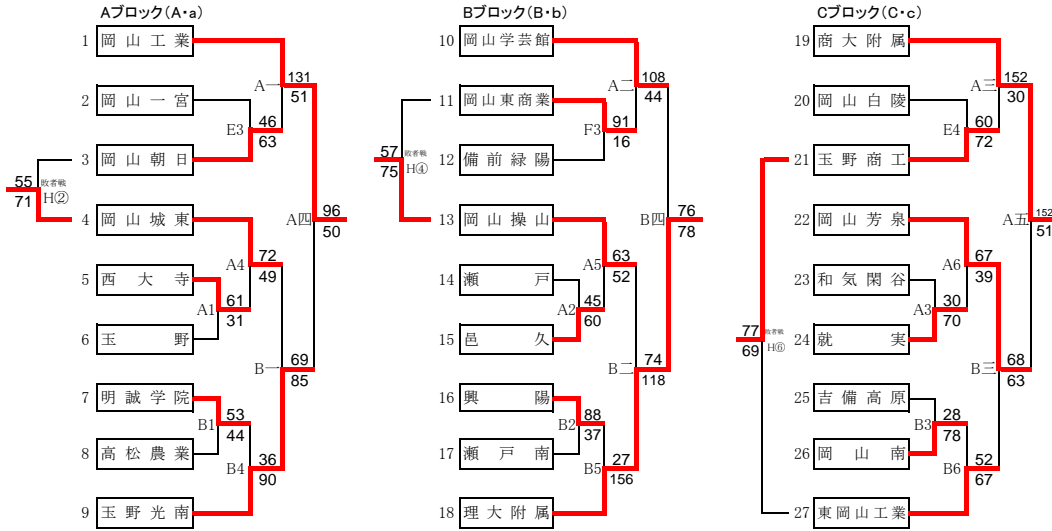 Aブロック(A・a)
1 岡山工業
A一 131
51
2 岡山一宮
E3 46
63
3 岡山朝日
55 敗者戦
71 H②
4 岡山城東
A四 96
50
A4 72
49
5 西大寺
A1 61
31
6 玉野
B一 69
85
7 明誠学院
B1 53
44
8 高松農業
B4 36
90
9 玉野光南
Bブロック(B・b)
10 岡山学芸館
A二 108
44
11 岡山東商業
F3 91
16
12 備前緑陽
57 敗者戦
75 H④
13 岡山操山
B四 76
78
A5 63
52
14 瀬戸
A2 45
60
15 邑久
B二 74
118
16 興陽
B2 88
37
17 瀬戸南
B5 27
156
18 理大附属
Cブロック(C・c)
19 商大附属
A三 152
30
20 岡山白陵
E4 60
72
21 玉野商工
22 岡山芳泉
A五 152
51
A6 67
39
23 和気閑谷
A3 30
70
24 就実
77 敗者戦
69 H⑥
B三 68
63
25 吉備高原
B3 28
78
26 岡山南
B6 52
67
27 東岡山工業